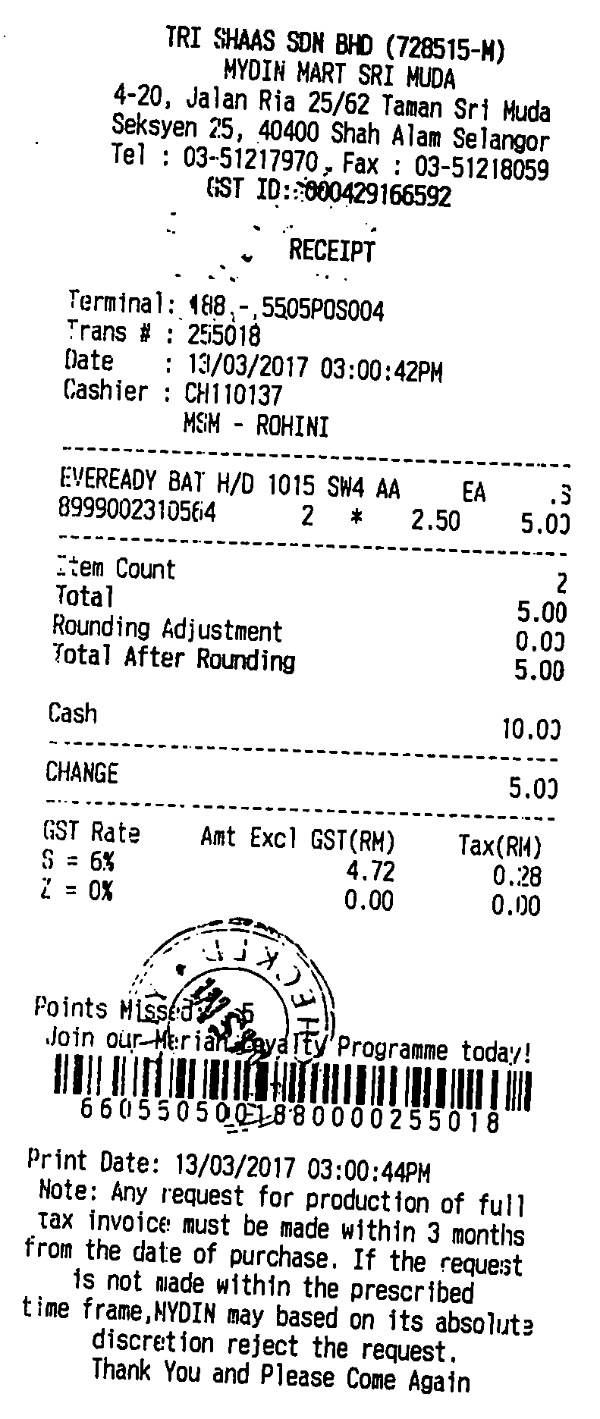 TRI SHAAS SDN BHD (728515-M)
MYDIN MART SRI MUDA
4-20, Jalan Ria 25/62 Taman Sri Muda
Seksyen 25, 40400 Shah Alam Selangor
Tel : 03-51217970, Fax : 03-51218059
GST ID: 000429166592
RECEIPT
Terminal: 188 -, 5505POS004
Trans # : 255018
Date : 13/03/2017 03:00:42PM
Cashier : CH110137
MSM - ROHINI
EVEREADY BAT H/D 1015 SW4 AA EA .S
8999002310564 2 * 2.50 5.00
Item Count 2
Total 5.00
Rounding Adjustment 0.00
Total After Rounding 5.00
Cash 10.00
CHANGE 5.00
GST Rate Amt Excl GST(RM) Tax(RM)
S = 6% 4.72 0.28
Z = 0% 0.00 0.00
Points Missed: 5
Join our Meriah Loyalty Programme today!
6605505001880000255018
Print Date: 13/03/2017 03:00:44PM
Note: Any request for production of full
tax invoice must be made within 3 months
from the date of purchase. If the request
is not made within the prescribed
time frame,MYDIN may based on its absolute
discretion reject the request.
Thank You and Please Come Again